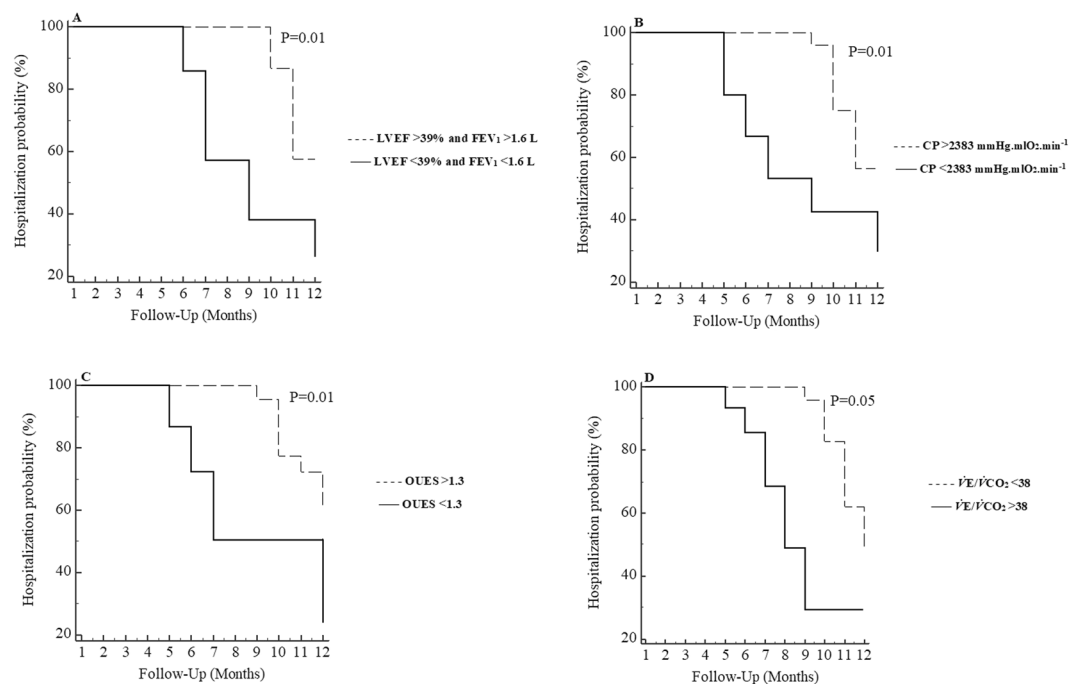 A
Hospitalization probability (%)
100
80
60
40
20
P=0.01
LVEF >39% and FEV₁ >1.6 L
LVEF <39% and FEV₁ <1.6 L
1 2 3 4 5 6 7 8 9 10 11 12
Follow-Up (Months)
B
Hospitalization probability (%)
100
80
60
40
20
P=0.01
CP >2383 mmHg.mlO₂.min⁻¹
CP <2383 mmHg.mlO₂.min⁻¹
1 2 3 4 5 6 7 8 9 10 11 12
Follow-Up (Months)
C
Hospitalization probability (%)
100
80
60
40
20
P=0.01
OUES >1.3
OUES <1.3
1 2 3 4 5 6 7 8 9 10 11 12
Follow-Up (Months)
D
Hospitalization probability (%)
100
80
60
40
20
P=0.05
V̇E/V̇CO₂ <38
V̇E/V̇CO₂ >38
1 2 3 4 5 6 7 8 9 10 11 12
Follow-Up (Months)